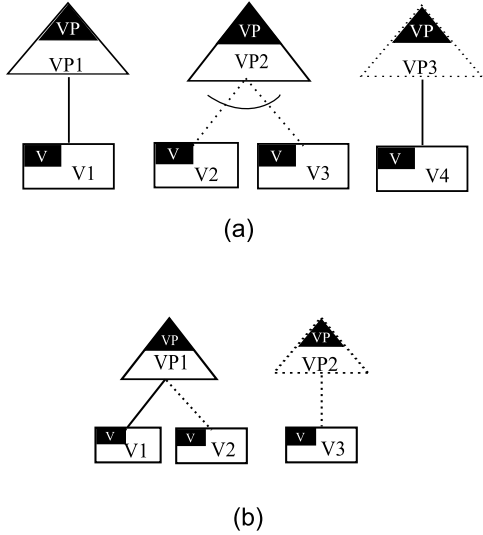 VP VP VP
VP1 VP2 VP3
V V V V
V1 V2 V3 V4
(a)
VP VP
VP1 VP2
V V V
V1 V2 V3
(b)